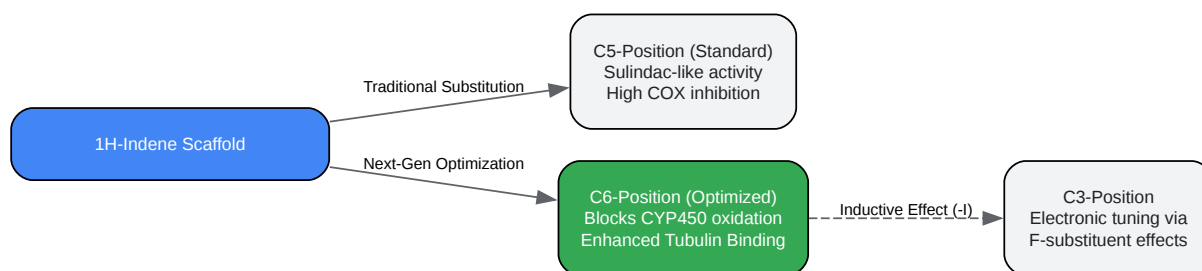 1H-Indene Scaffold
Traditional Substitution
C5-Position (Standard)
Sulindac-like activity
High COX inhibition
Next-Gen Optimization
C6-Position (Optimized)
Blocks CYP450 oxidation
Enhanced Tubulin Binding
Inductive Effect (-I)
C3-Position
Electronic tuning via
F-substituent effects